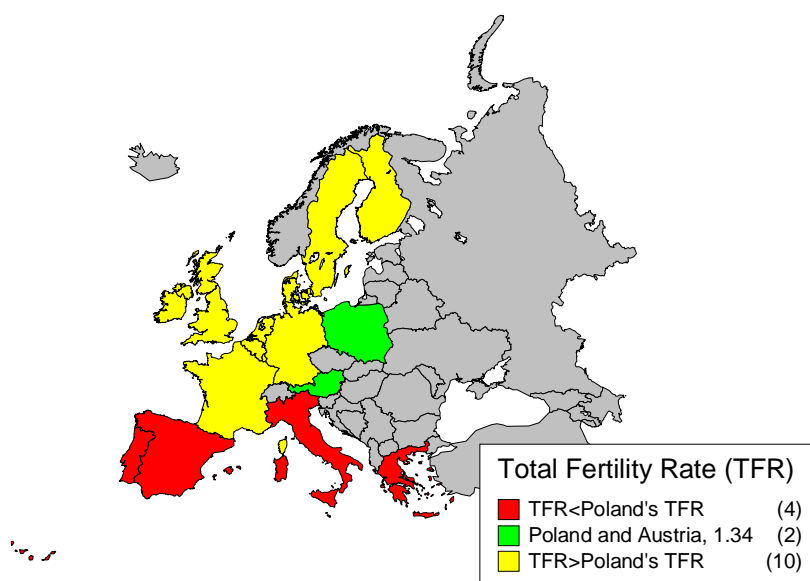 Total Fertility Rate (TFR)
TFR<Poland's TFR (4)
Poland and Austria, 1.34 (2)
TFR>Poland's TFR (10)